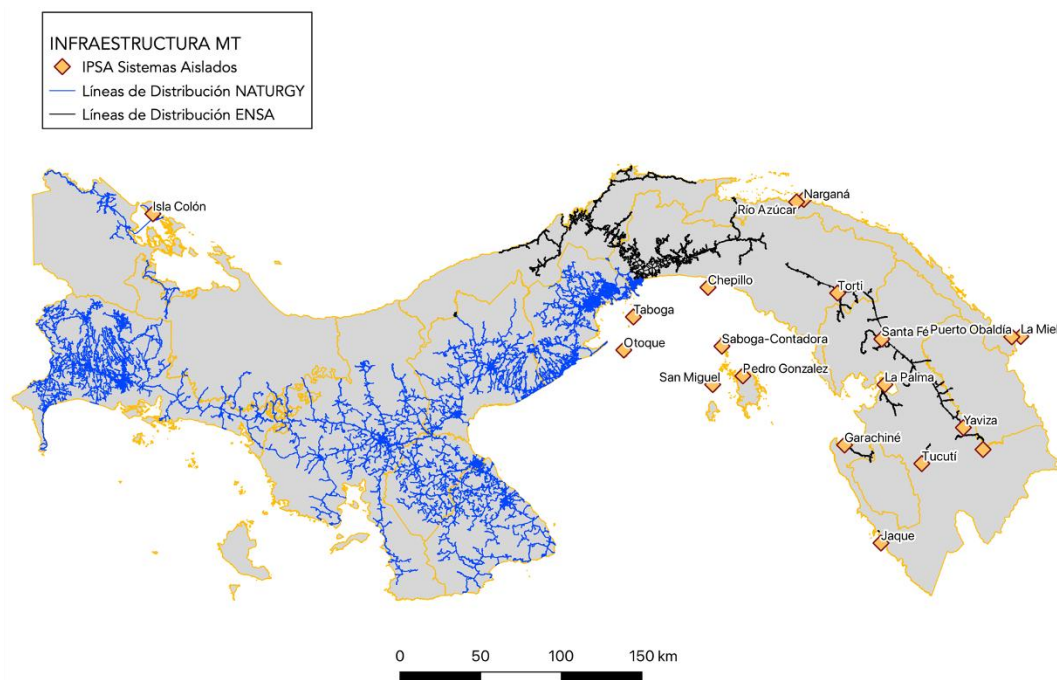 INFRAESTRUCTURA MT
IPSA Sistemas Aislados
Líneas de Distribución NATURGY
Líneas de Distribución ENSA
Isla Colón
Narganá
Río Azúcar
Chepillo
Torti
Taboga
Santa Fé
Puerto Obaldía
La Miel
Otoque
Saboga-Contadora
San Miguel
Pedro Gonzalez
La Palma
Yaviza
Garachiné
Tucutí
Jaque
0 50 100 150 km